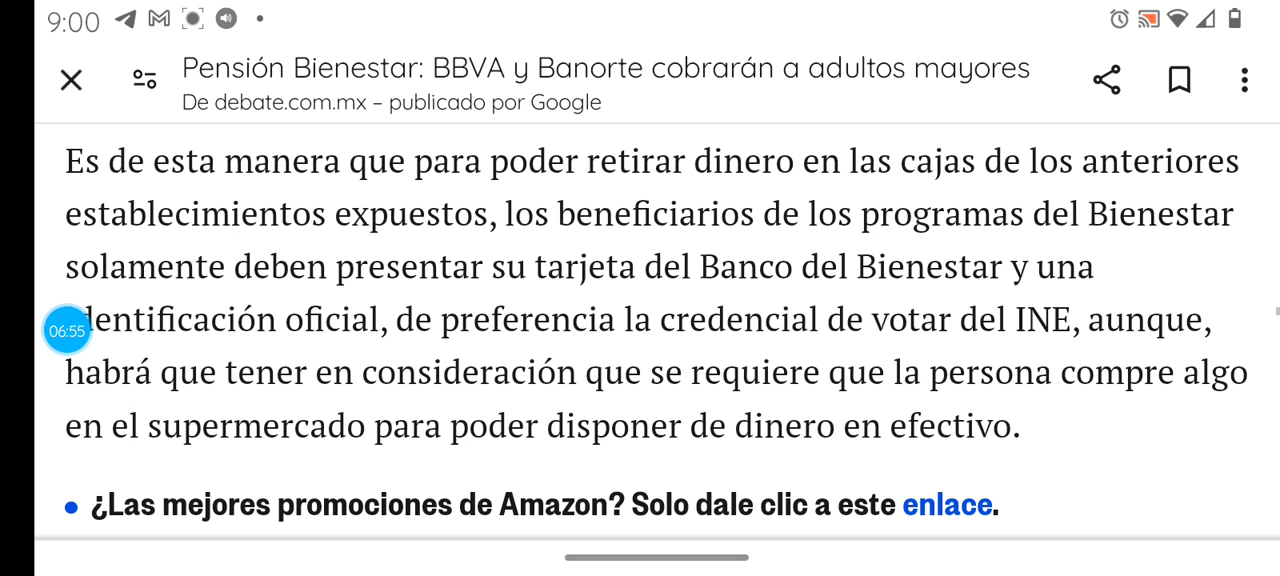 9:00
Pensión Bienestar: BBVA y Banorte cobrarán a adultos mayores
De debate.com.mx – publicado por Google
Es de esta manera que para poder retirar dinero en las cajas de los anteriores
establecimientos expuestos, los beneficiarios de los programas del Bienestar
solamente deben presentar su tarjeta del Banco del Bienestar y una
06:55 dentificación oficial, de preferencia la credencial de votar del INE, aunque,
habrá que tener en consideración que se requiere que la persona compre algo
en el supermercado para poder disponer de dinero en efectivo.
• ¿Las mejores promociones de Amazon? Solo dale clic a este enlace.